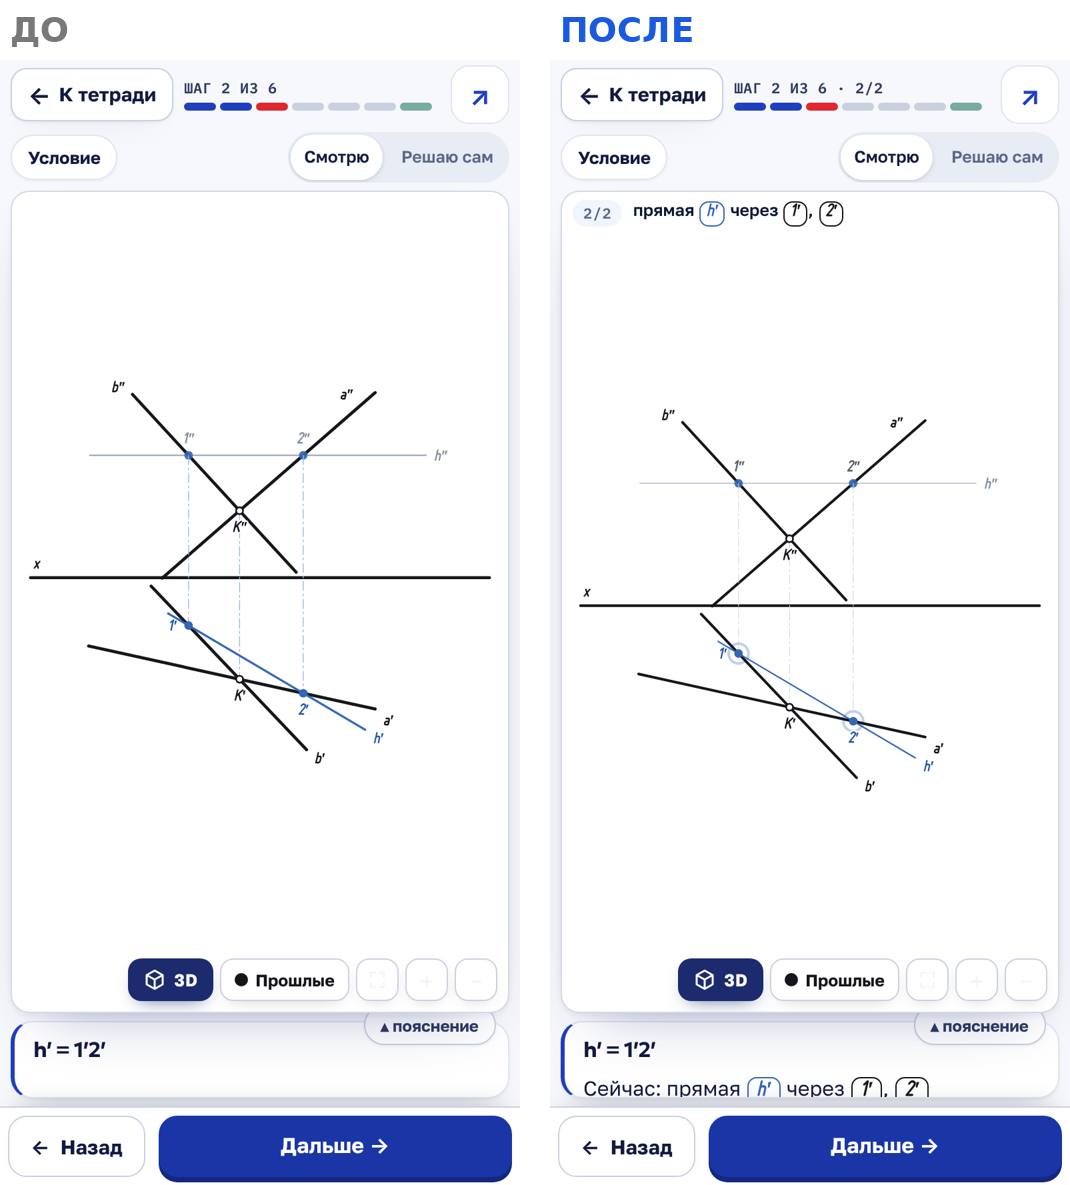 ДО
← К тетради
ШАГ 2 ИЗ 6
Условие
Смотрю
Решаю сам
b″
a″
1″
2″
h″
K″
x
1′
K′
2′
a′
h′
b′
3D
Прошлые
+
−
▴ пояснение
h′ = 1′2′
← Назад
Дальше →
ПОСЛЕ
← К тетради
ШАГ 2 ИЗ 6 · 2/2
Условие
Смотрю
Решаю сам
2/2 прямая h′ через 1′, 2′
b″
a″
1″
2″
h″
K″
x
1′
K′
2′
a′
h′
b′
3D
Прошлые
+
−
▴ пояснение
h′ = 1′2′
Сейчас: прямая h′ через 1′, 2′
← Назад
Дальше →